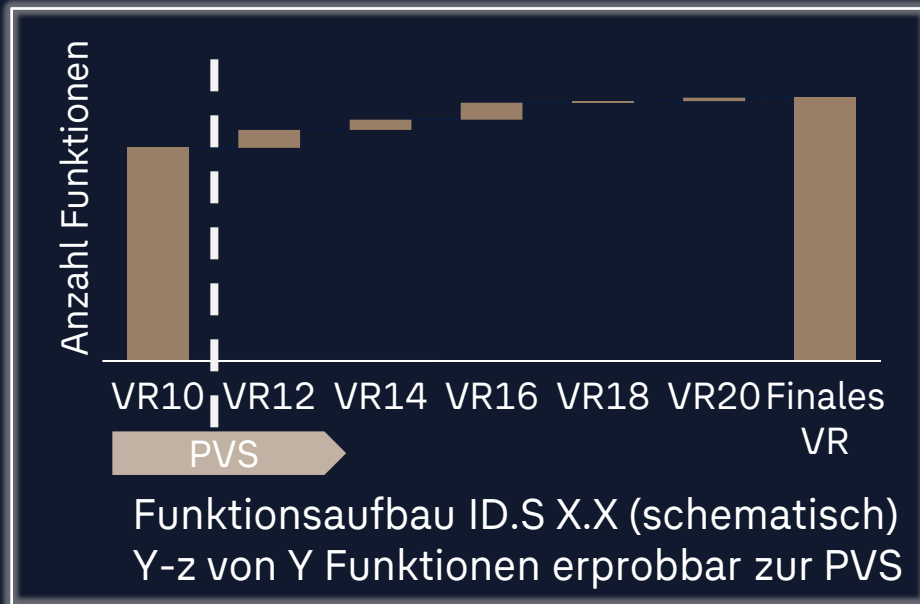 Anzahl Funktionen
VR10 VR12 VR14 VR16 VR18 VR20 Finales
VR
PVS
Funktionsaufbau ID.S X.X (schematisch)
Y-z von Y Funktionen erprobbar zur PVS